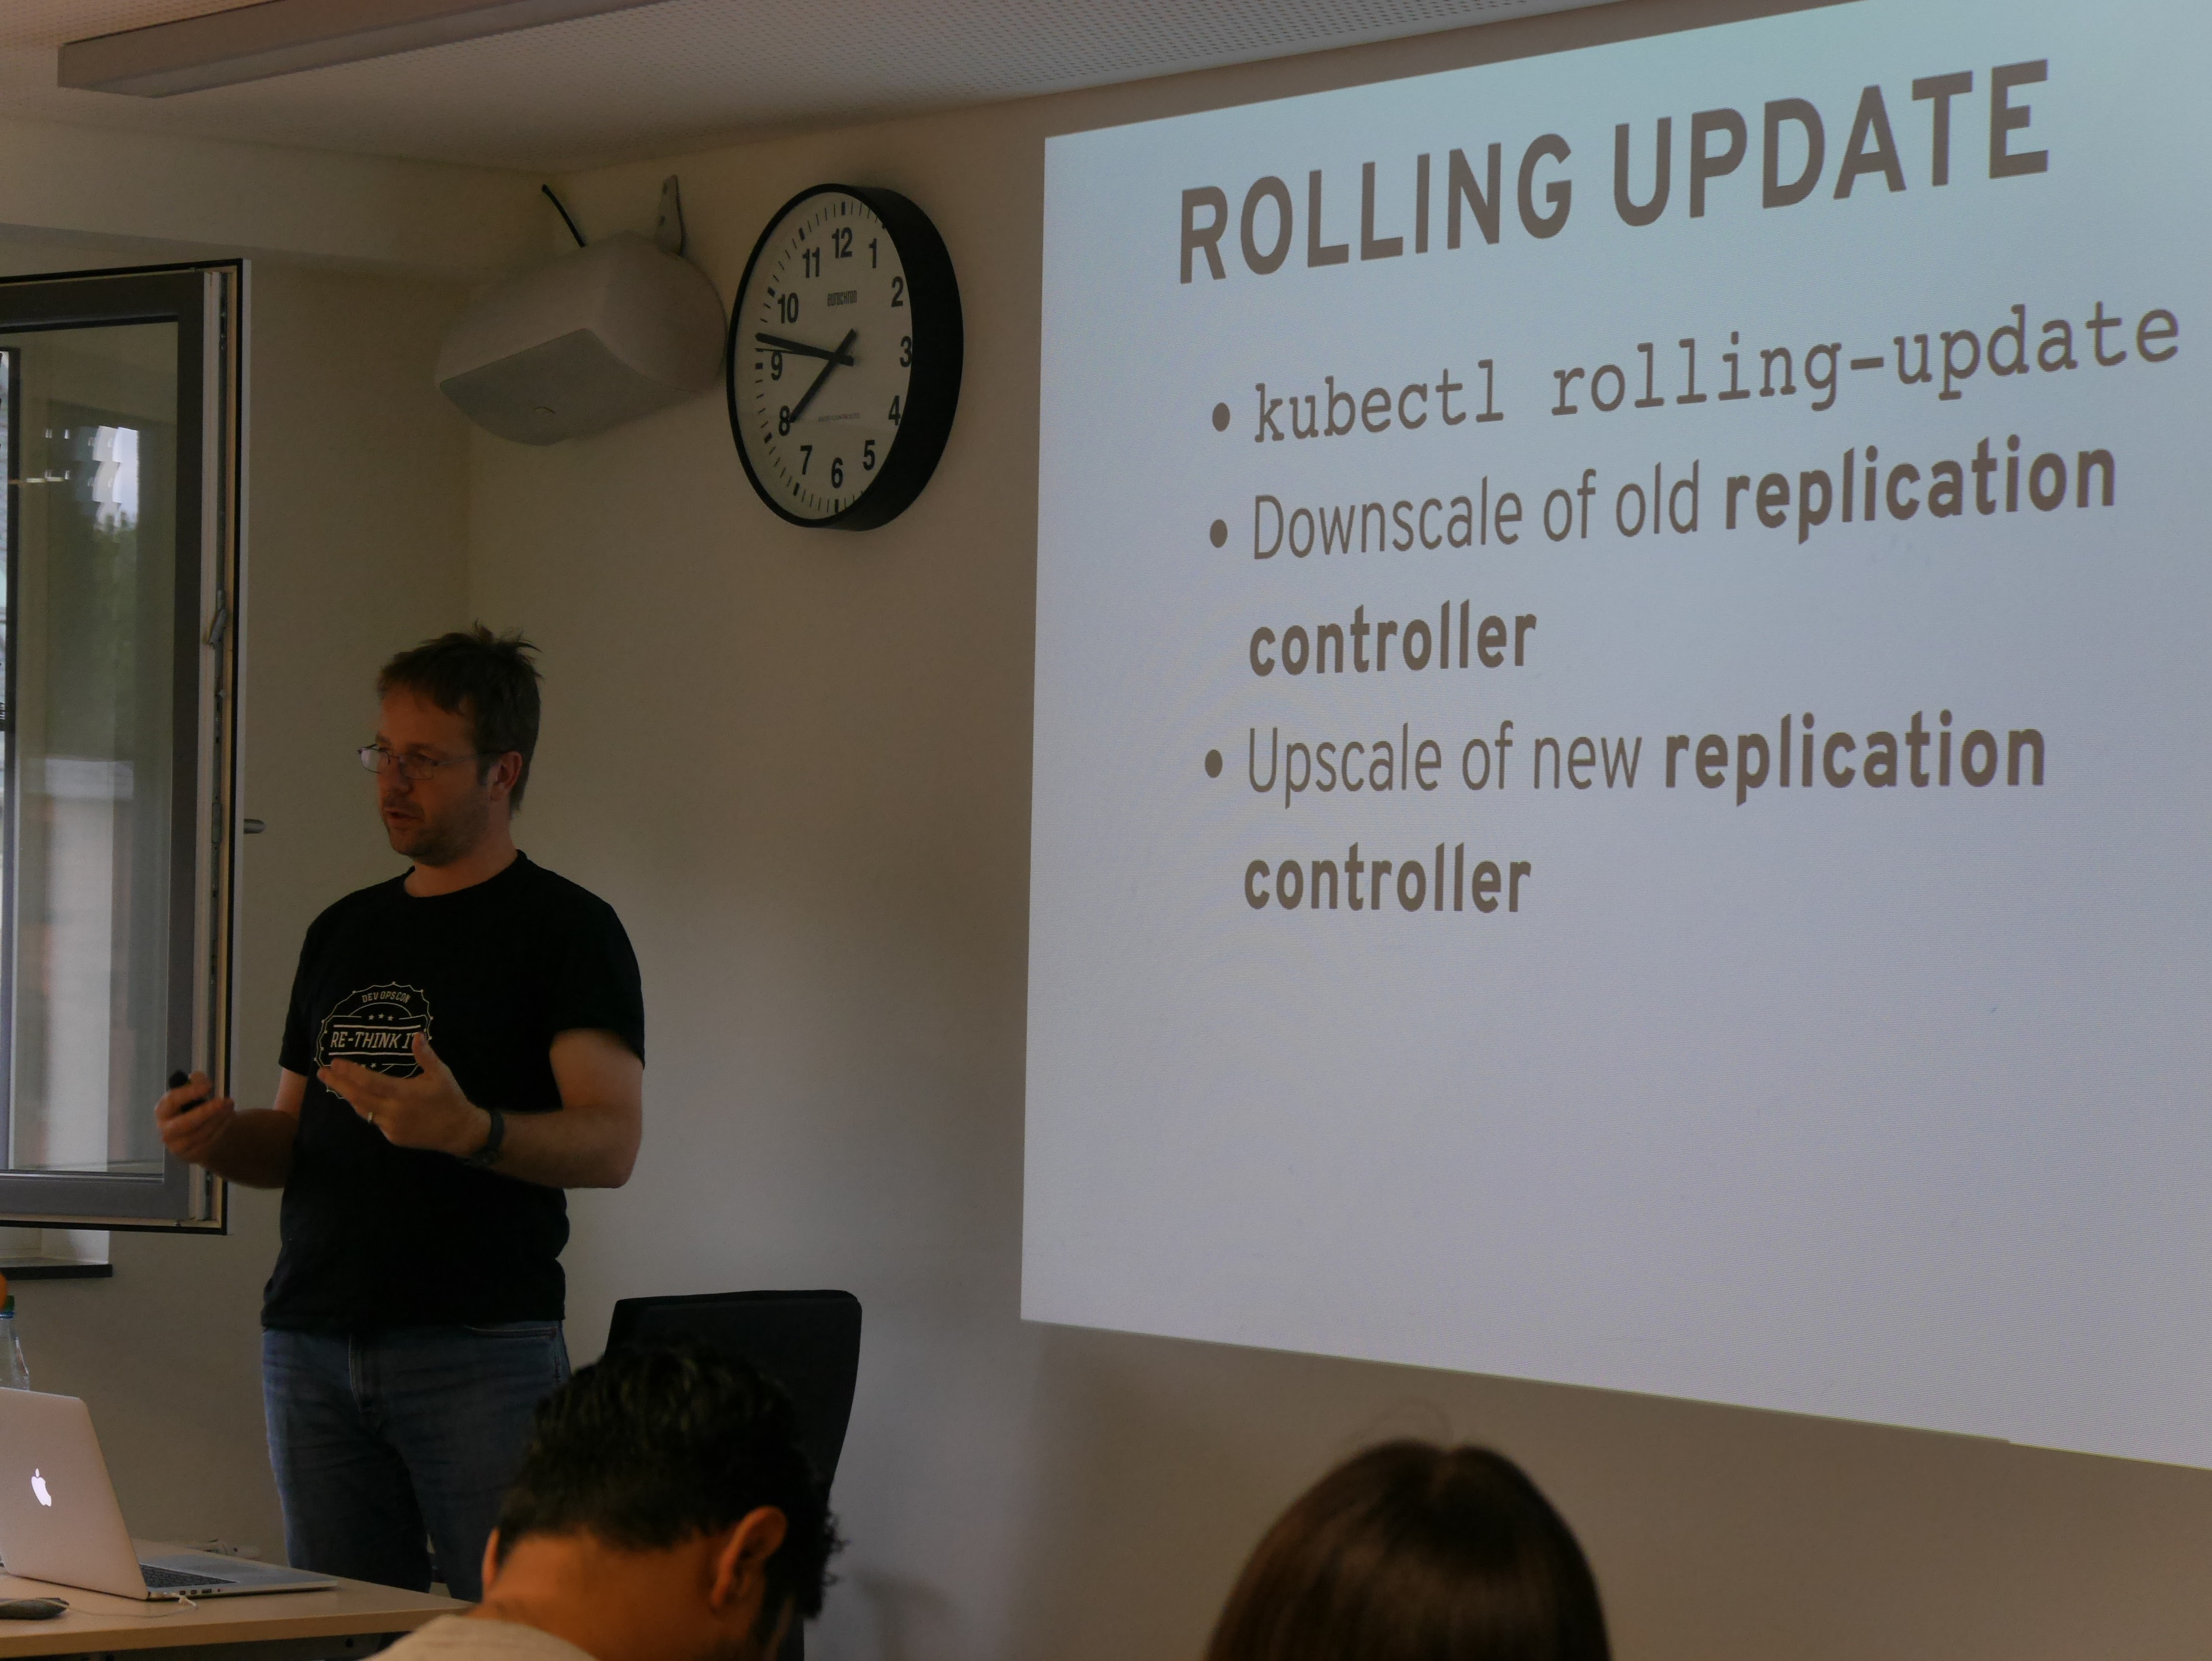 ROLLING UPDATE
• kubectl rolling-update
• Downscale of old replication
controller
• Upscale of new replication
controller
12
1
2
3
4
5
6
7
8
9
10
11
DEVOPSCON
RE-THINK IT